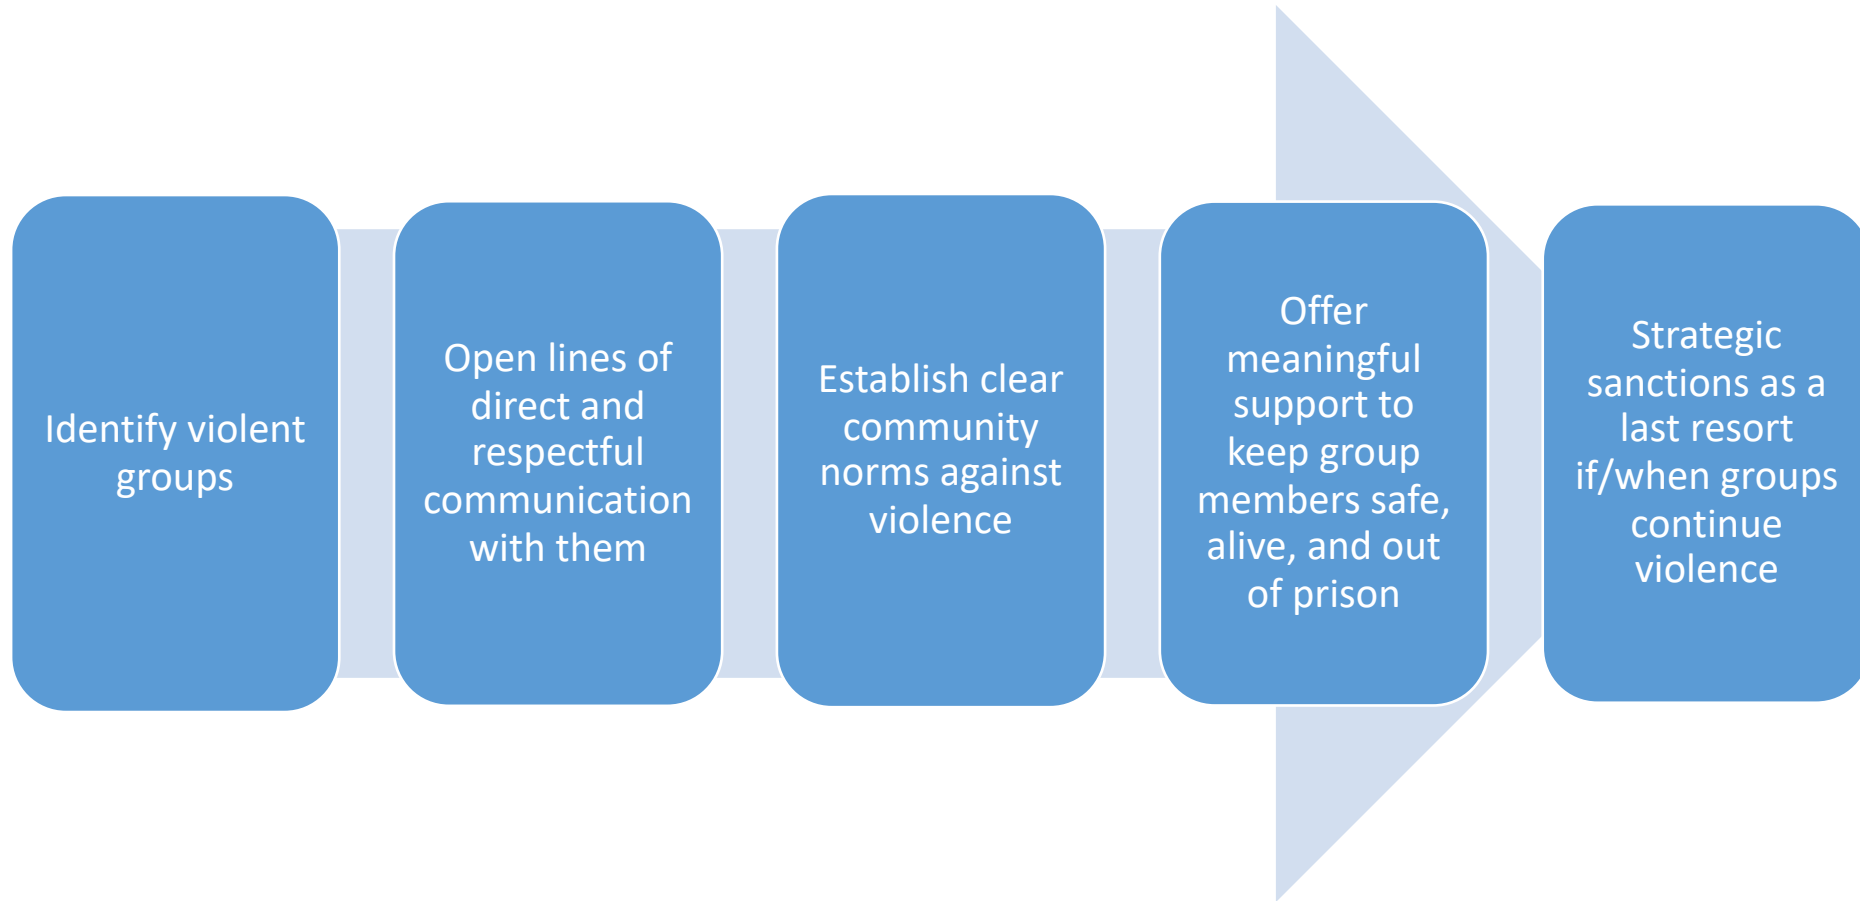 Identify violent
groups
Open lines of
direct and
respectful
communication
with them
Establish clear
community
norms against
violence
Offer
meaningful
support to
keep group
members safe,
alive, and out
of prison
Strategic
sanctions as a
last resort
if/when groups
continue
violence